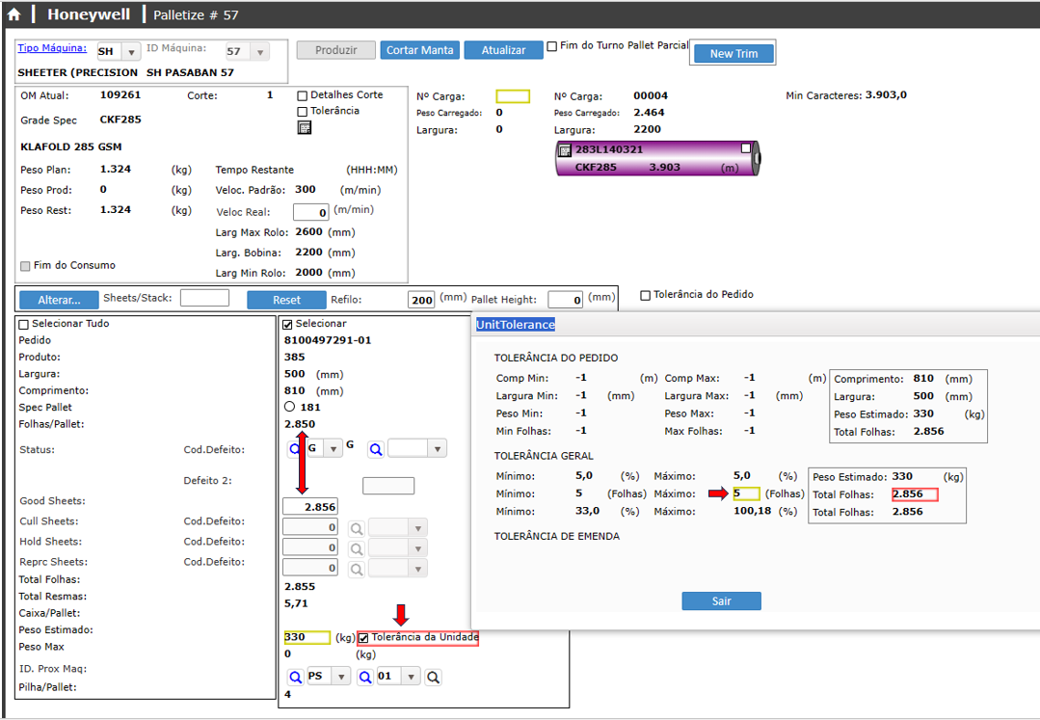 Honeywell Palletize # 57
Tipo Máquina: SH ID Máquina: 57 Produzir Cortar Manta Atualizar Fim do Turno Pallet Parcial New Trim
SHEETER (PRECISION SH PASABAN 57
OM Atual: 109261 Corte: 1 Detalhes Corte Nº Carga: Nº Carga: 00004 Min Caracteres: 3.903,0
Tolerância Peso Carregado: 0 Peso Carregado: 2.464
Grade Spec CKF285 Largura: 0 Largura: 2200
KLAFOLD 285 GSM 283L140321
Peso Plan: 1.324 (kg) Tempo Restante (HHH:MM) CKF285 3.903 (m)
Peso Prod: 0 (kg) Veloc. Padrão: 300 (m/min)
Peso Rest: 1.324 (kg) Veloc Real: 0 (m/min)
Larg Max Rolo: 2600 (mm)
Larg. Bobina: 2200 (mm)
Fim do Consumo Larg Min Rolo: 2000 (mm)
Alterar... Sheets/Stack: Reset Refilo: 200 (mm) Pallet Height: 0 (mm) Tolerância do Pedido
Selecionar Tudo Selecionar
Pedido 8100497291-01
Produto: 385
Largura: 500 (mm)
Comprimento: 810 (mm)
Spec Pallet 181
Folhas/Pallet: 2.850
Status: Cod.Defeito: G G
Defeito 2:
Good Sheets: 2.856
Cull Sheets: Cod.Defeito: 0
Hold Sheets: Cod.Defeito: 0
Reprc Sheets: Cod.Defeito: 0
Total Folhas: 2.855
Total Resmas: 5,71
Caixa/Pallet:
Peso Estimado: 330 (kg) Tolerância da Unidade
Peso Max 0 (kg)
ID. Prox Maq: PS 01
Pilha/Pallet: 4
UnitTolerance
TOLERÂNCIA DO PEDIDO
Comp Min: -1 (m) Comp Max: -1 (m) Comprimento: 810 (mm)
Largura Min: -1 (mm) Largura Max: -1 (mm) Largura: 500 (mm)
Peso Min: -1 Peso Max: -1 Peso Estimado: 330 (kg)
Min Folhas: -1 Max Folhas: -1 Total Folhas: 2.856
TOLERÂNCIA GERAL
Mínimo: 5,0 (%) Máximo: 5,0 (%) Peso Estimado: 330 (kg)
Mínimo: 5 (Folhas) Máximo: 5 (Folhas) Total Folhas: 2.856
Mínimo: 33,0 (%) Máximo: 100,18 (%) Total Folhas: 2.856
TOLERÂNCIA DE EMENDA
Sair